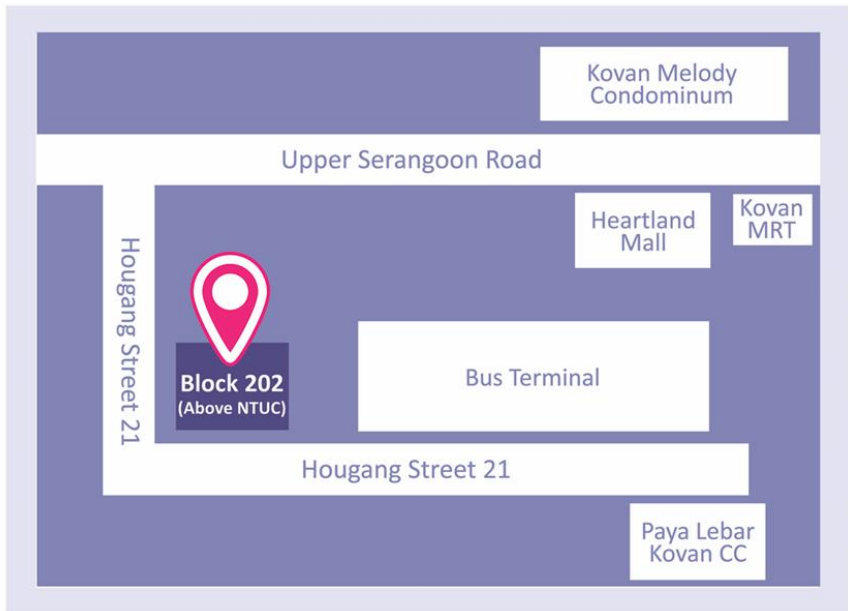 Kovan Melody
Condominum
Upper Serangoon Road
Heartland
Mall
Kovan
MRT
Hougang Street 21
Block 202
(Above NTUC)
Bus Terminal
Hougang Street 21
Paya Lebar
Kovan CC